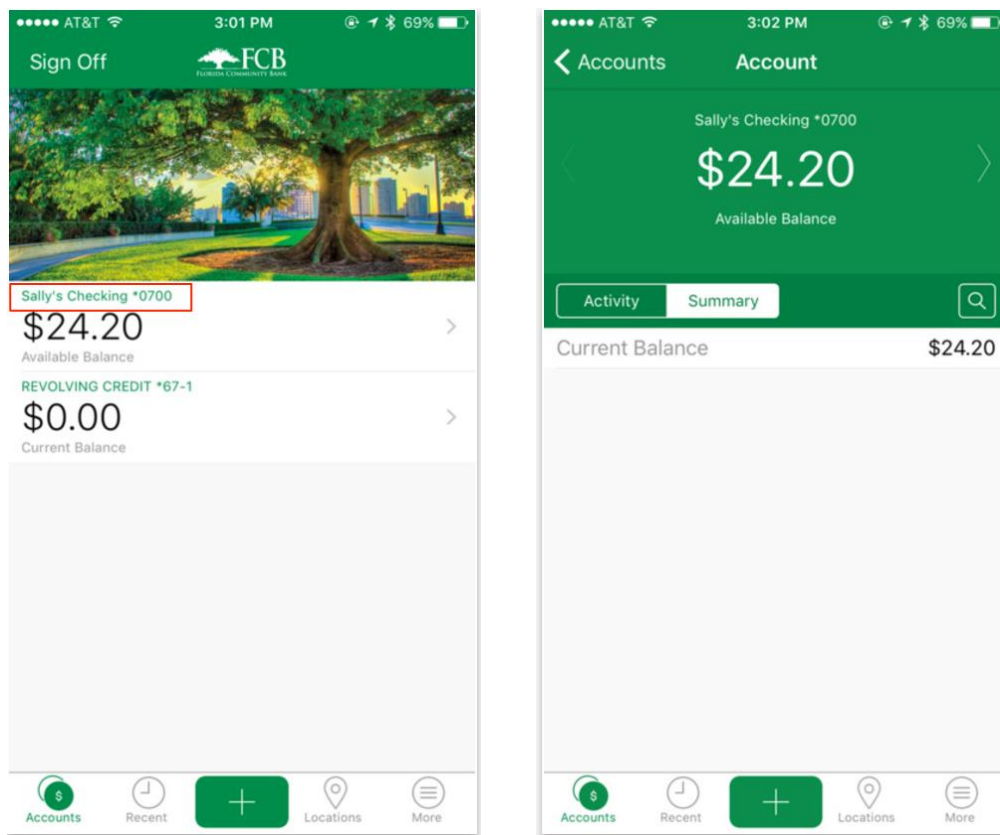 AT&T 3:01 PM 69%
Sign Off FCB
FLORIDA COMMUNITY BANK
Sally's Checking *0700
$24.20
Available Balance
REVOLVING CREDIT *67-1
$0.00
Current Balance
$
Accounts Recent + Locations More
AT&T 3:02 PM 69%
Accounts Account
Sally's Checking *0700
$24.20
Available Balance
Activity Summary
Current Balance $24.20
$
Accounts Recent + Locations More